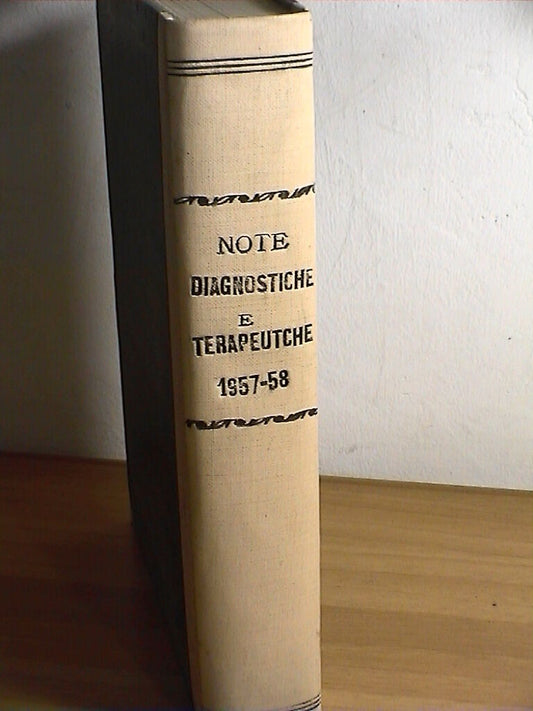 NOTE
DIAGNOSTICHE
E
TERAPEUTCHE
1957-58